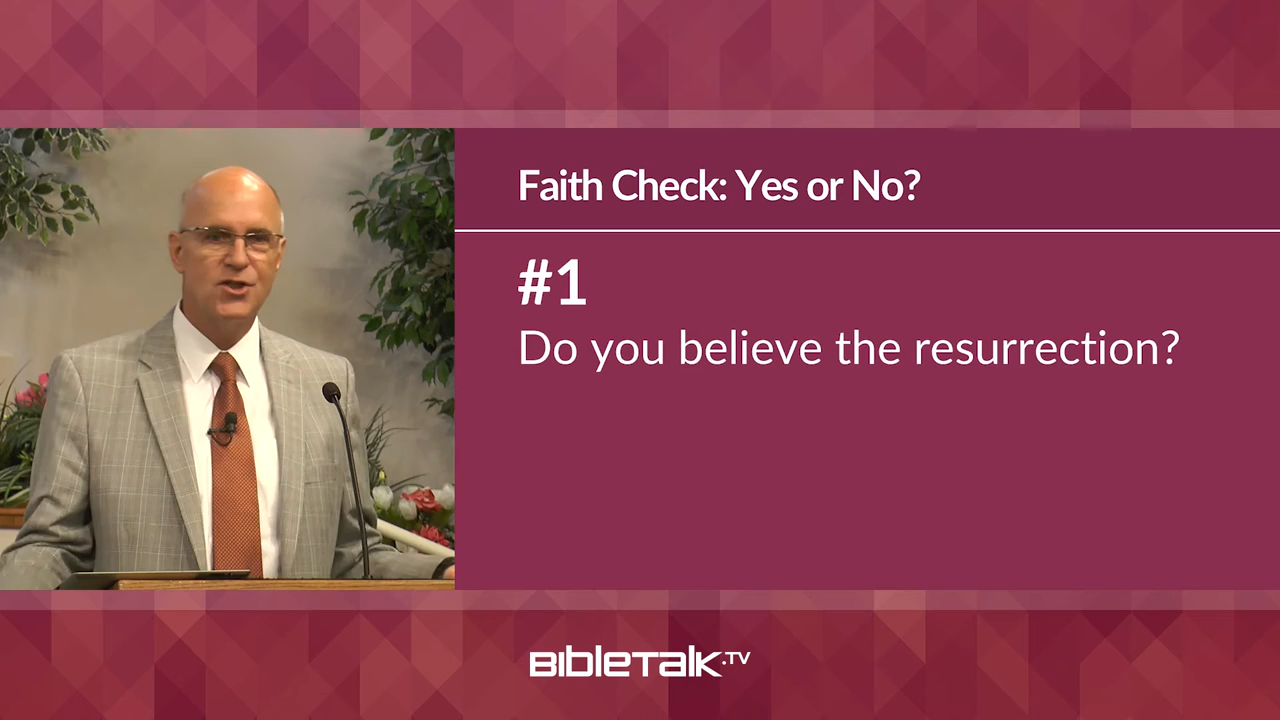 Faith Check: Yes or No?
#1
Do you believe the resurrection?
BibleTalk.TV